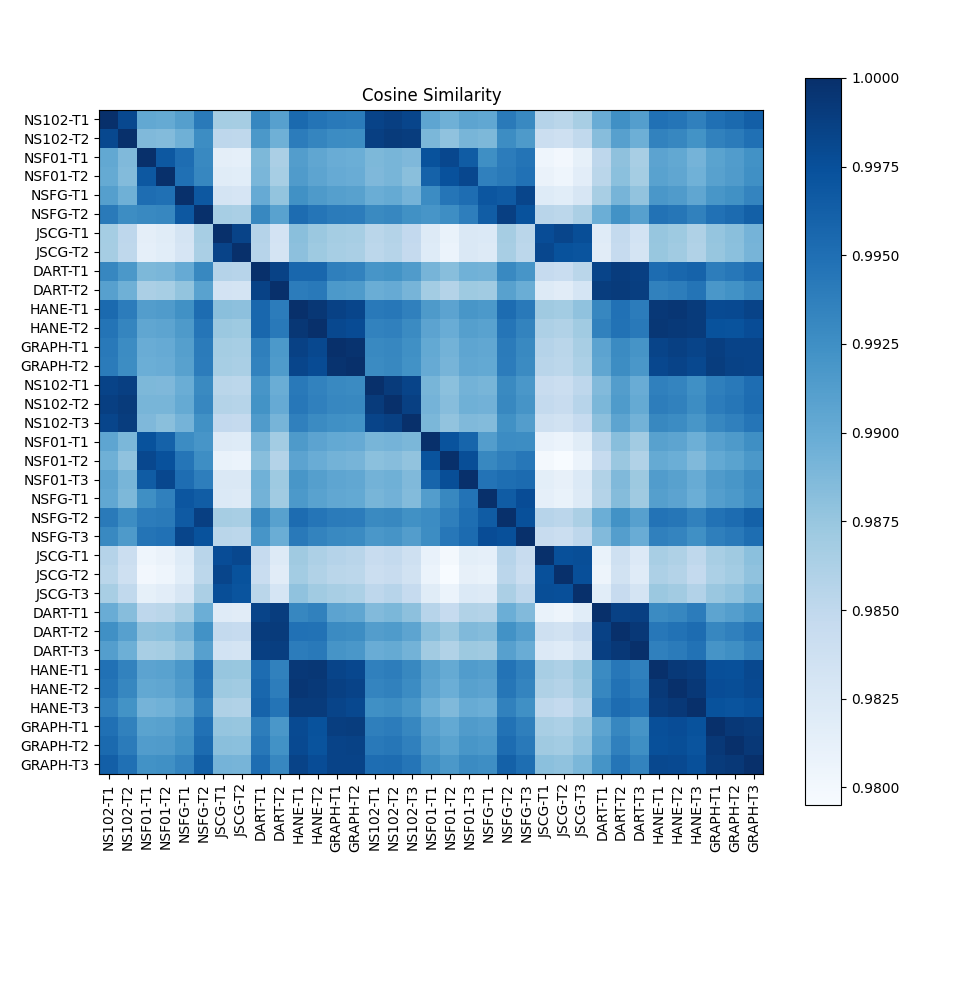 Cosine Similarity
NS102-T1
NS102-T2
NSF01-T1
NSF01-T2
NSFG-T1
NSFG-T2
JSCG-T1
JSCG-T2
DART-T1
DART-T2
HANE-T1
HANE-T2
GRAPH-T1
GRAPH-T2
NS102-T1
NS102-T2
NS102-T3
NSF01-T1
NSF01-T2
NSF01-T3
NSFG-T1
NSFG-T2
NSFG-T3
JSCG-T1
JSCG-T2
JSCG-T3
DART-T1
DART-T2
DART-T3
HANE-T1
HANE-T2
HANE-T3
GRAPH-T1
GRAPH-T2
GRAPH-T3
NS102-T1
NS102-T2
NSF01-T1
NSF01-T2
NSFG-T1
NSFG-T2
JSCG-T1
JSCG-T2
DART-T1
DART-T2
HANE-T1
HANE-T2
GRAPH-T1
GRAPH-T2
NS102-T1
NS102-T2
NS102-T3
NSF01-T1
NSF01-T2
NSF01-T3
NSFG-T1
NSFG-T2
NSFG-T3
JSCG-T1
JSCG-T2
JSCG-T3
DART-T1
DART-T2
DART-T3
HANE-T1
HANE-T2
HANE-T3
GRAPH-T1
GRAPH-T2
GRAPH-T3
1.0000
0.9975
0.9950
0.9925
0.9900
0.9875
0.9850
0.9825
0.9800